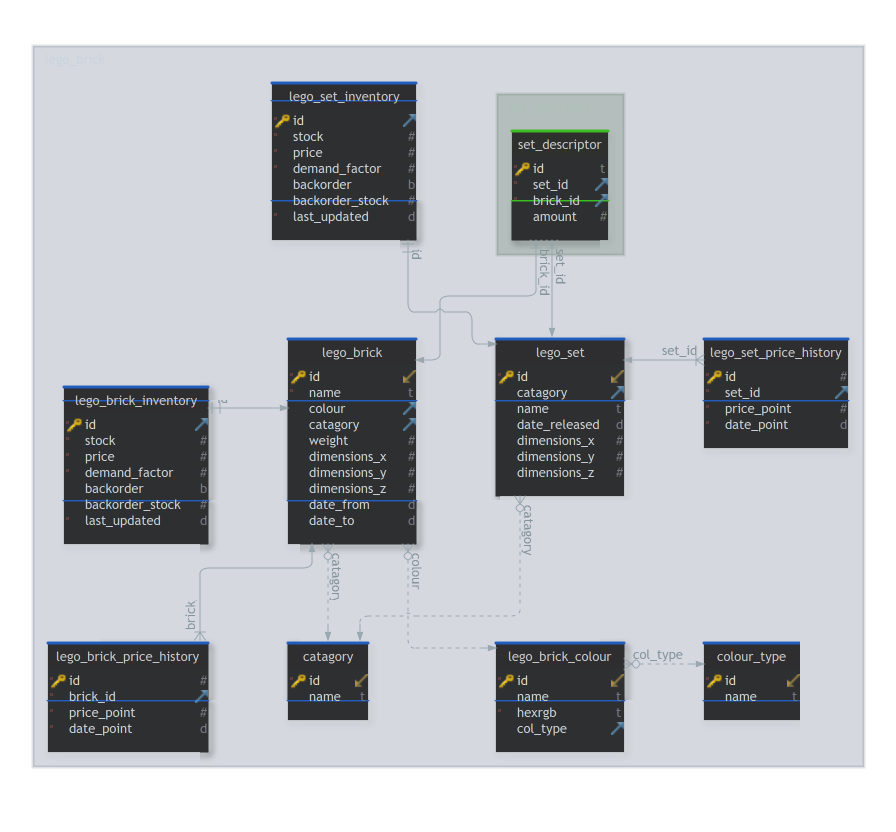 lego_brick
lego_set_inventory
id
stock #
price #
demand_factor #
backorder b
backorder_stock #
last_updated d
set_descriptor
id t
set_id
brick_id
amount #
id
brick_id
set_id
lego_brick
id
name t
colour
catagory
weight #
dimensions_x #
dimensions_y #
dimensions_z #
date_from d
date_to d
lego_set
id
catagory
name t
date_released d
dimensions_x #
dimensions_y #
dimensions_z #
set_id
lego_set_price_history
id #
set_id
price_point #
date_point d
lego_brick_inventory
id
stock #
price #
demand_factor #
backorder b
backorder_stock #
last_updated d
id
catagory
colour
catagory
brick
lego_brick_price_history
id #
brick_id
price_point #
date_point d
catagory
id
name t
lego_brick_colour
id
name t
hexrgb t
col_type
col_type
colour_type
id
name t